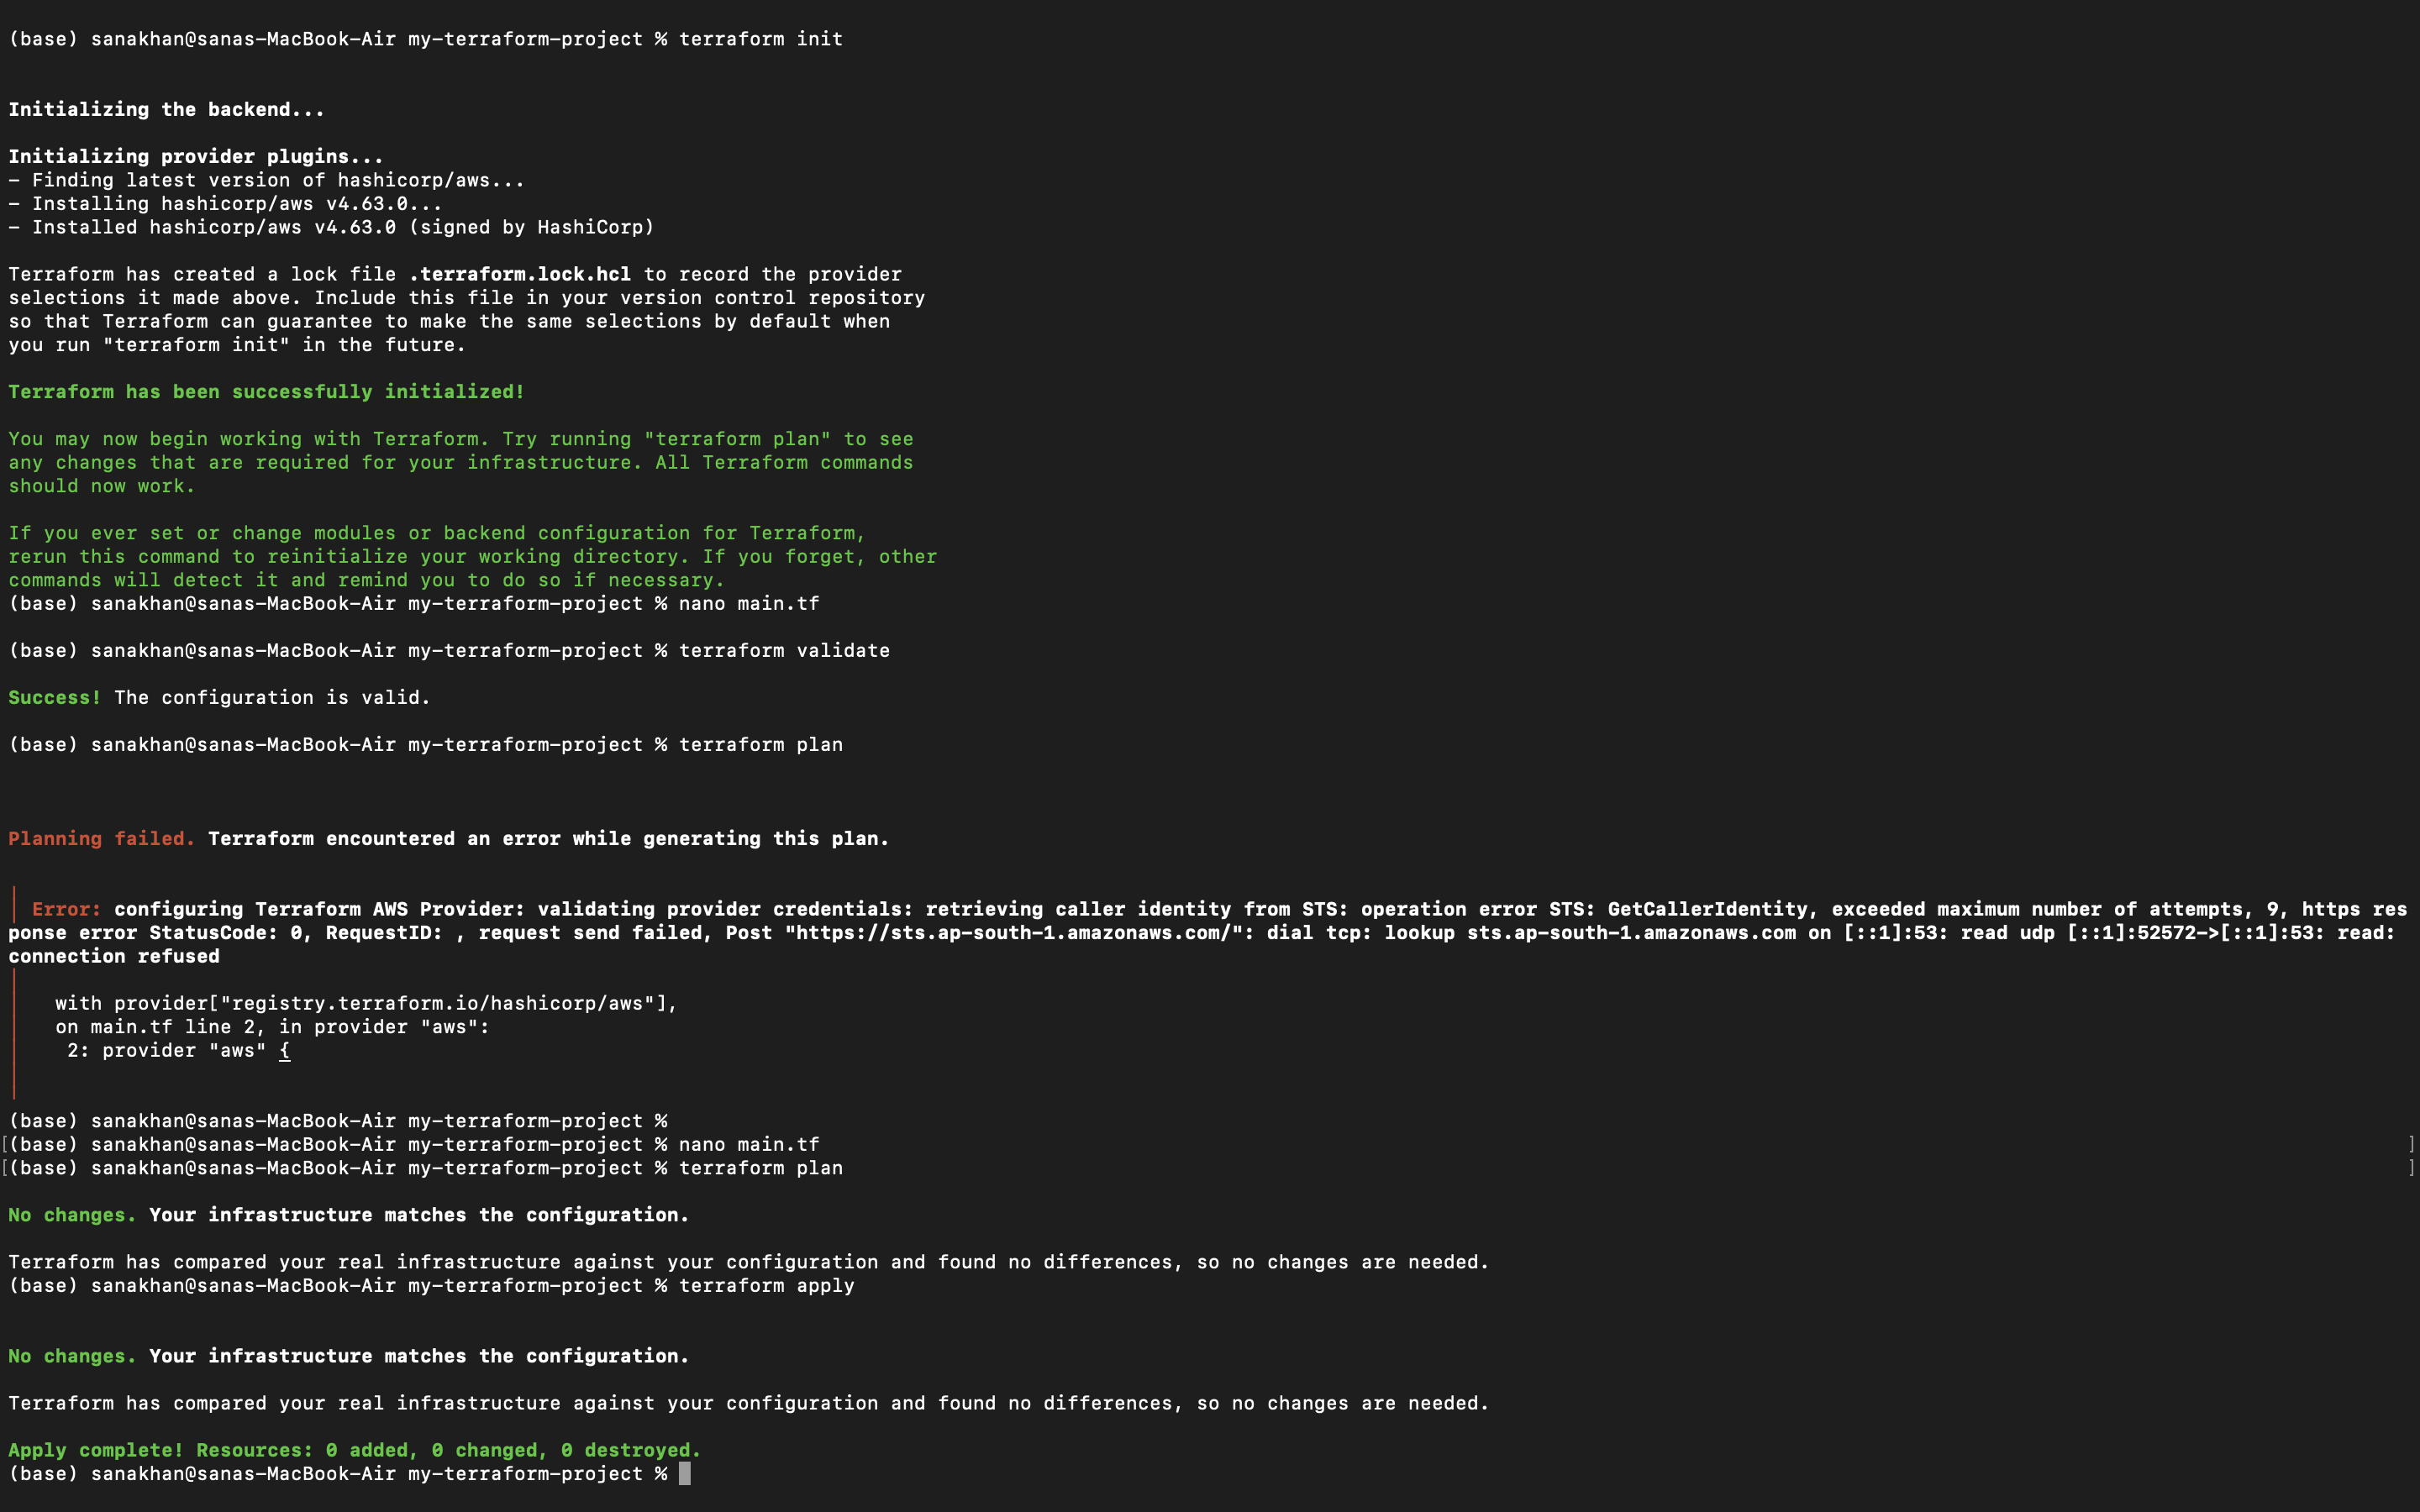 (base) sanakhan@sanas-MacBook-Air my-terraform-project % terraform init
Initializing the backend...
Initializing provider plugins...
- Finding latest version of hashicorp/aws...
- Installing hashicorp/aws v4.63.0...
- Installed hashicorp/aws v4.63.0 (signed by HashiCorp)
Terraform has created a lock file .terraform.lock.hcl to record the provider
selections it made above. Include this file in your version control repository
so that Terraform can guarantee to make the same selections by default when
you run "terraform init" in the future.
Terraform has been successfully initialized!
You may now begin working with Terraform. Try running "terraform plan" to see
any changes that are required for your infrastructure. All Terraform commands
should now work.
If you ever set or change modules or backend configuration for Terraform,
rerun this command to reinitialize your working directory. If you forget, other
commands will detect it and remind you to do so if necessary.
(base) sanakhan@sanas-MacBook-Air my-terraform-project % nano main.tf
(base) sanakhan@sanas-MacBook-Air my-terraform-project % terraform validate
Success! The configuration is valid.
(base) sanakhan@sanas-MacBook-Air my-terraform-project % terraform plan
Planning failed. Terraform encountered an error while generating this plan.
│ Error: configuring Terraform AWS Provider: validating provider credentials: retrieving caller identity from STS: operation error STS: GetCallerIdentity, exceeded maximum number of attempts, 9, https res
ponse error StatusCode: 0, RequestID: , request send failed, Post "https://sts.ap-south-1.amazonaws.com/": dial tcp: lookup sts.ap-south-1.amazonaws.com on [::1]:53: read udp [::1]:52572->[::1]:53: read:
connection refused
│   with provider["registry.terraform.io/hashicorp/aws"],
│   on main.tf line 2, in provider "aws":
│    2: provider "aws" {
(base) sanakhan@sanas-MacBook-Air my-terraform-project %
[(base) sanakhan@sanas-MacBook-Air my-terraform-project % nano main.tf ]
[(base) sanakhan@sanas-MacBook-Air my-terraform-project % terraform plan ]
No changes. Your infrastructure matches the configuration.
Terraform has compared your real infrastructure against your configuration and found no differences, so no changes are needed.
(base) sanakhan@sanas-MacBook-Air my-terraform-project % terraform apply
No changes. Your infrastructure matches the configuration.
Terraform has compared your real infrastructure against your configuration and found no differences, so no changes are needed.
Apply complete! Resources: 0 added, 0 changed, 0 destroyed.
(base) sanakhan@sanas-MacBook-Air my-terraform-project %